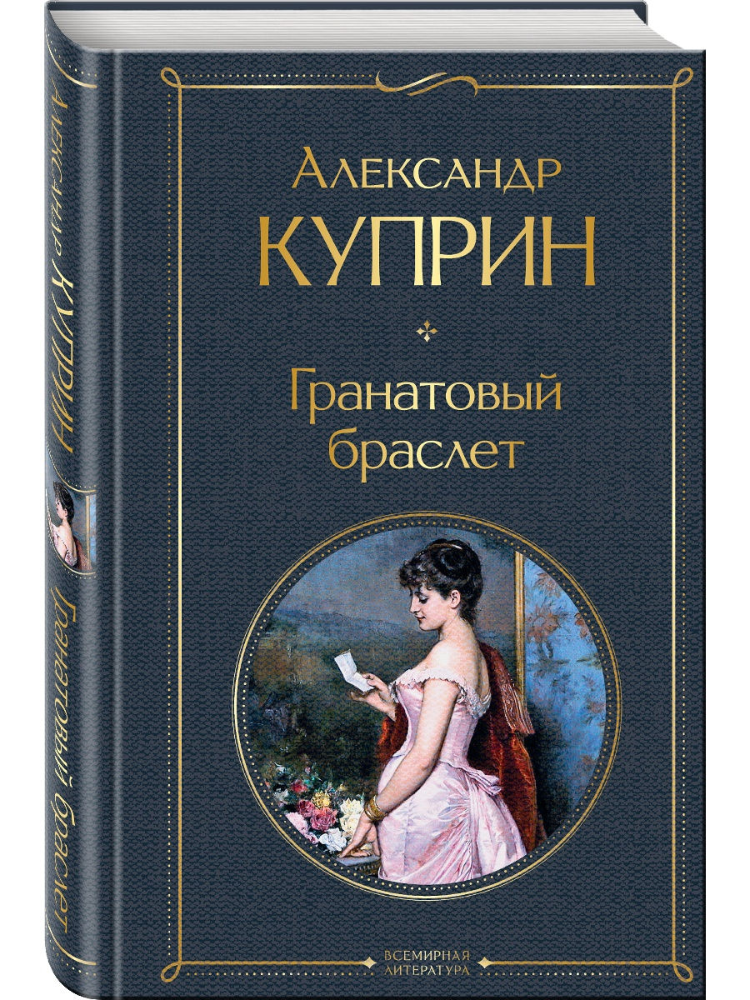 Александр
КУПРИН
Гранатовый
браслет
ВСЕМИРНАЯ
ЛИТЕРАТУРА
Александр КУПРИН
Гранатовый браслет